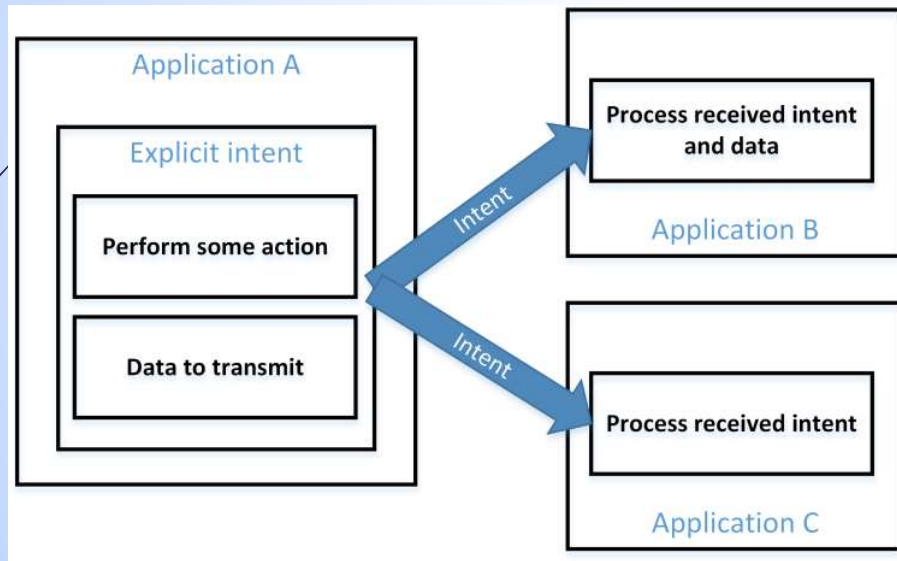 Application A
Explicit intent
Perform some action
Data to transmit
Intent
Intent
Process received intent
and data
Application B
Process received intent
Application C